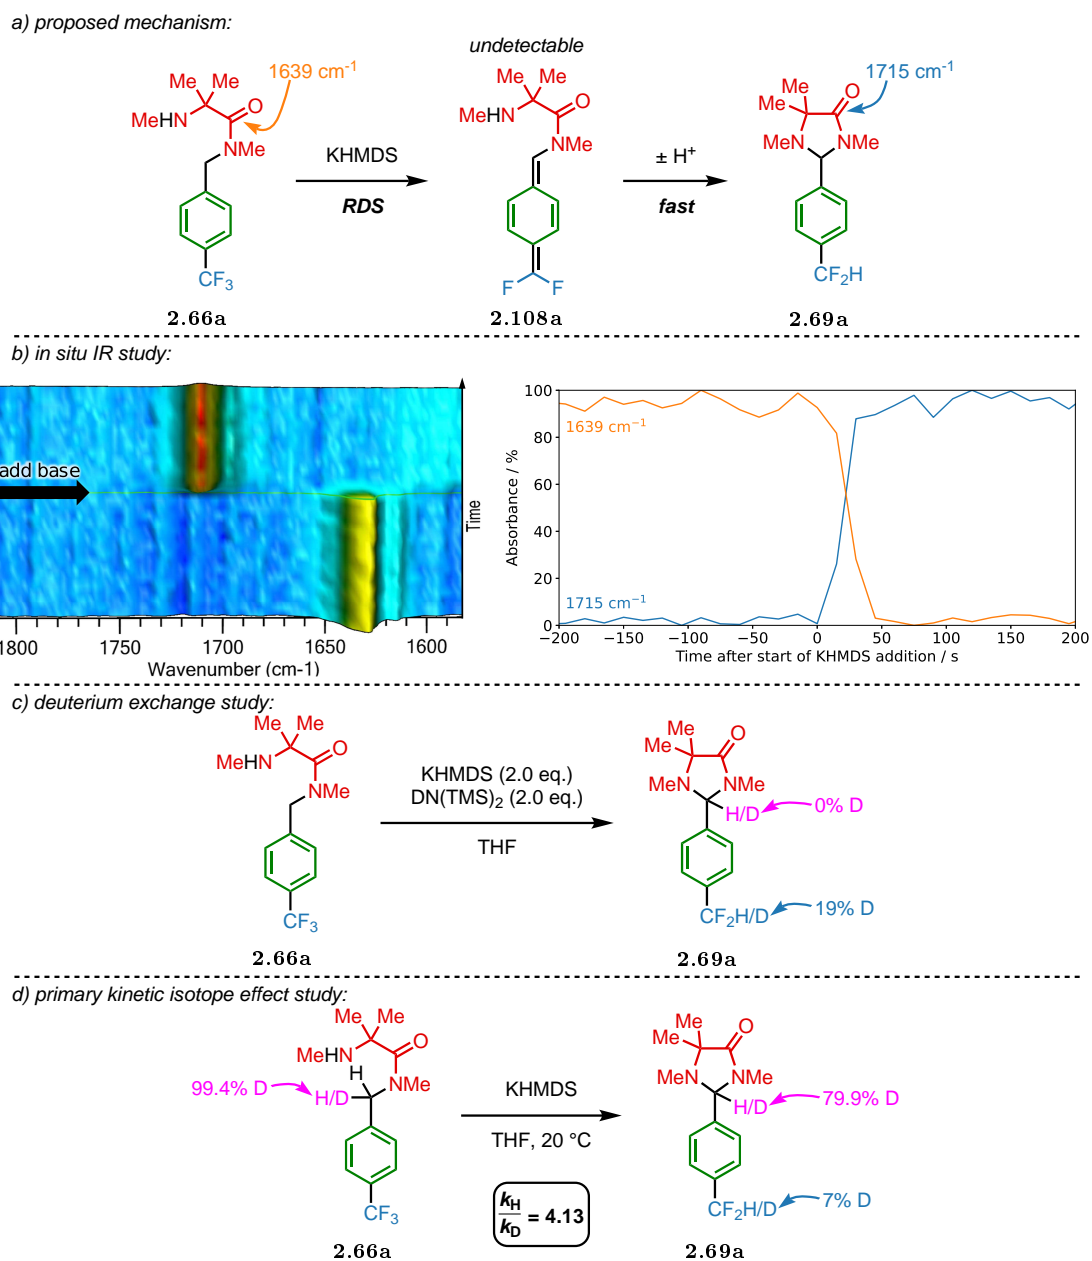 a) proposed mechanism:
undetectable
Me Me
1639 cm⁻¹
MeHN
O
NMe
CF₃
2.66a
KHMDS
RDS
Me Me
MeHN
O
NMe
F F
2.108a
± H⁺
fast
1715 cm⁻¹
Me
Me
O
MeN NMe
CF₂H
2.69a
b) in situ IR study:
add base
Time
1800 1750 1700 1650 1600
Wavenumber (cm-1)
Absorbance / %
100
80
60
40
20
0
1639 cm⁻¹
1715 cm⁻¹
−200 −150 −100 −50 0 50 100 150 200
Time after start of KHMDS addition / s
c) deuterium exchange study:
Me Me
MeHN
O
NMe
CF₃
2.66a
KHMDS (2.0 eq.)
DN(TMS)₂ (2.0 eq.)
THF
Me
Me
O
MeN NMe
H/D
0% D
CF₂H/D
19% D
2.69a
d) primary kinetic isotope effect study:
Me Me
MeHN
O
H
NMe
99.4% D
H/D
CF₃
2.66a
KHMDS
THF, 20 °C
kH
kD
= 4.13
Me
Me
O
MeN NMe
H/D
79.9% D
CF₂H/D
7% D
2.69a